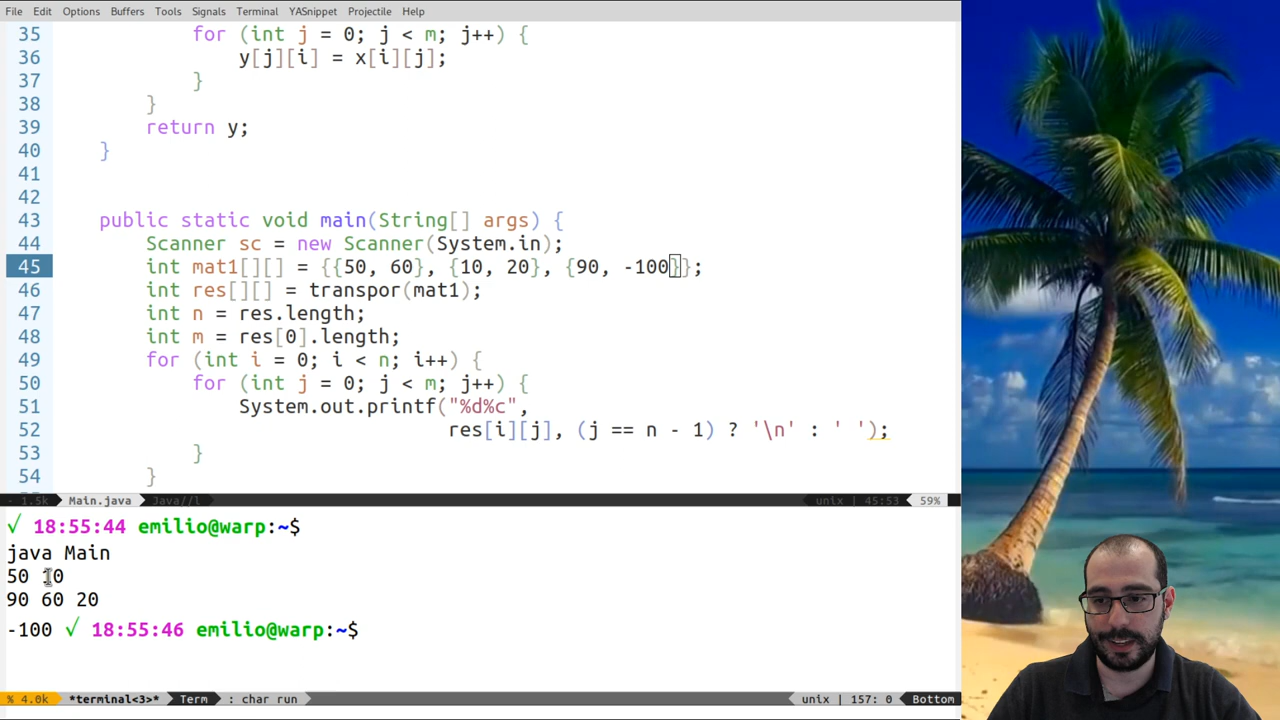 File Edit Options Buffers Tools Signals Terminal YASnippet Projectile Help
35 for (int j = 0; j < m; j++) {
36 y[j][i] = x[i][j];
37 }
38 }
39 return y;
40 }
41
42
43 public static void main(String[] args) {
44 Scanner sc = new Scanner(System.in);
45 int mat1[][] = {{50, 60}, {10, 20}, {90, -100}};
46 int res[][] = transpor(mat1);
47 int n = res.length;
48 int m = res[0].length;
49 for (int i = 0; i < n; i++) {
50 for (int j = 0; j < m; j++) {
51 System.out.printf("%d%c",
52 res[i][j], (j == n - 1) ? '\n' : ' ');
53 }
54 }
- 1.5k Main.java Java//l unix | 45:53 59%
√ 18:55:44 emilio@warp:~$
java Main
50 10
90 60 20
-100 √ 18:55:46 emilio@warp:~$
% 4.0k *terminal<3>* Term : char run unix | 157: 0 Bottom